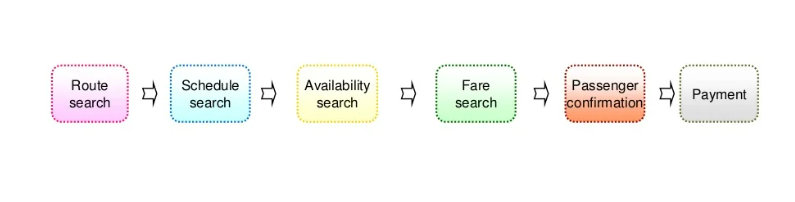 Route
search
Schedule
search
Availability
search
Fare
search
Passenger
confirmation
Payment